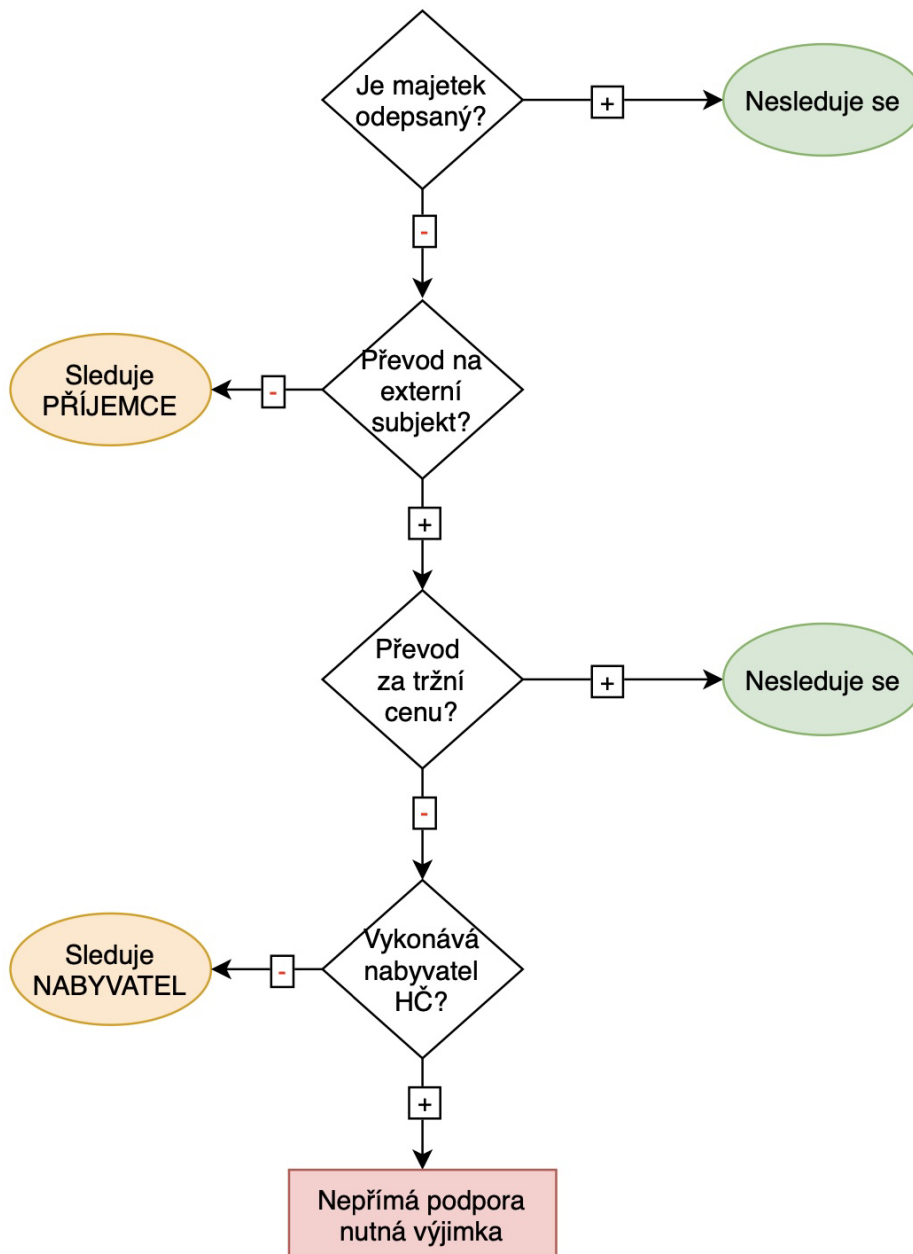 Je majetek
odepsaný?
+
Nesleduje se
-
Převod na
externí
subjekt?
-
Sleduje
PŘÍJEMCE
+
Převod
za tržní
cenu?
+
Nesleduje se
-
Vykonává
nabyvatel
HČ?
-
Sleduje
NABYVATEL
+
Nepřímá podpora
nutná výjimka